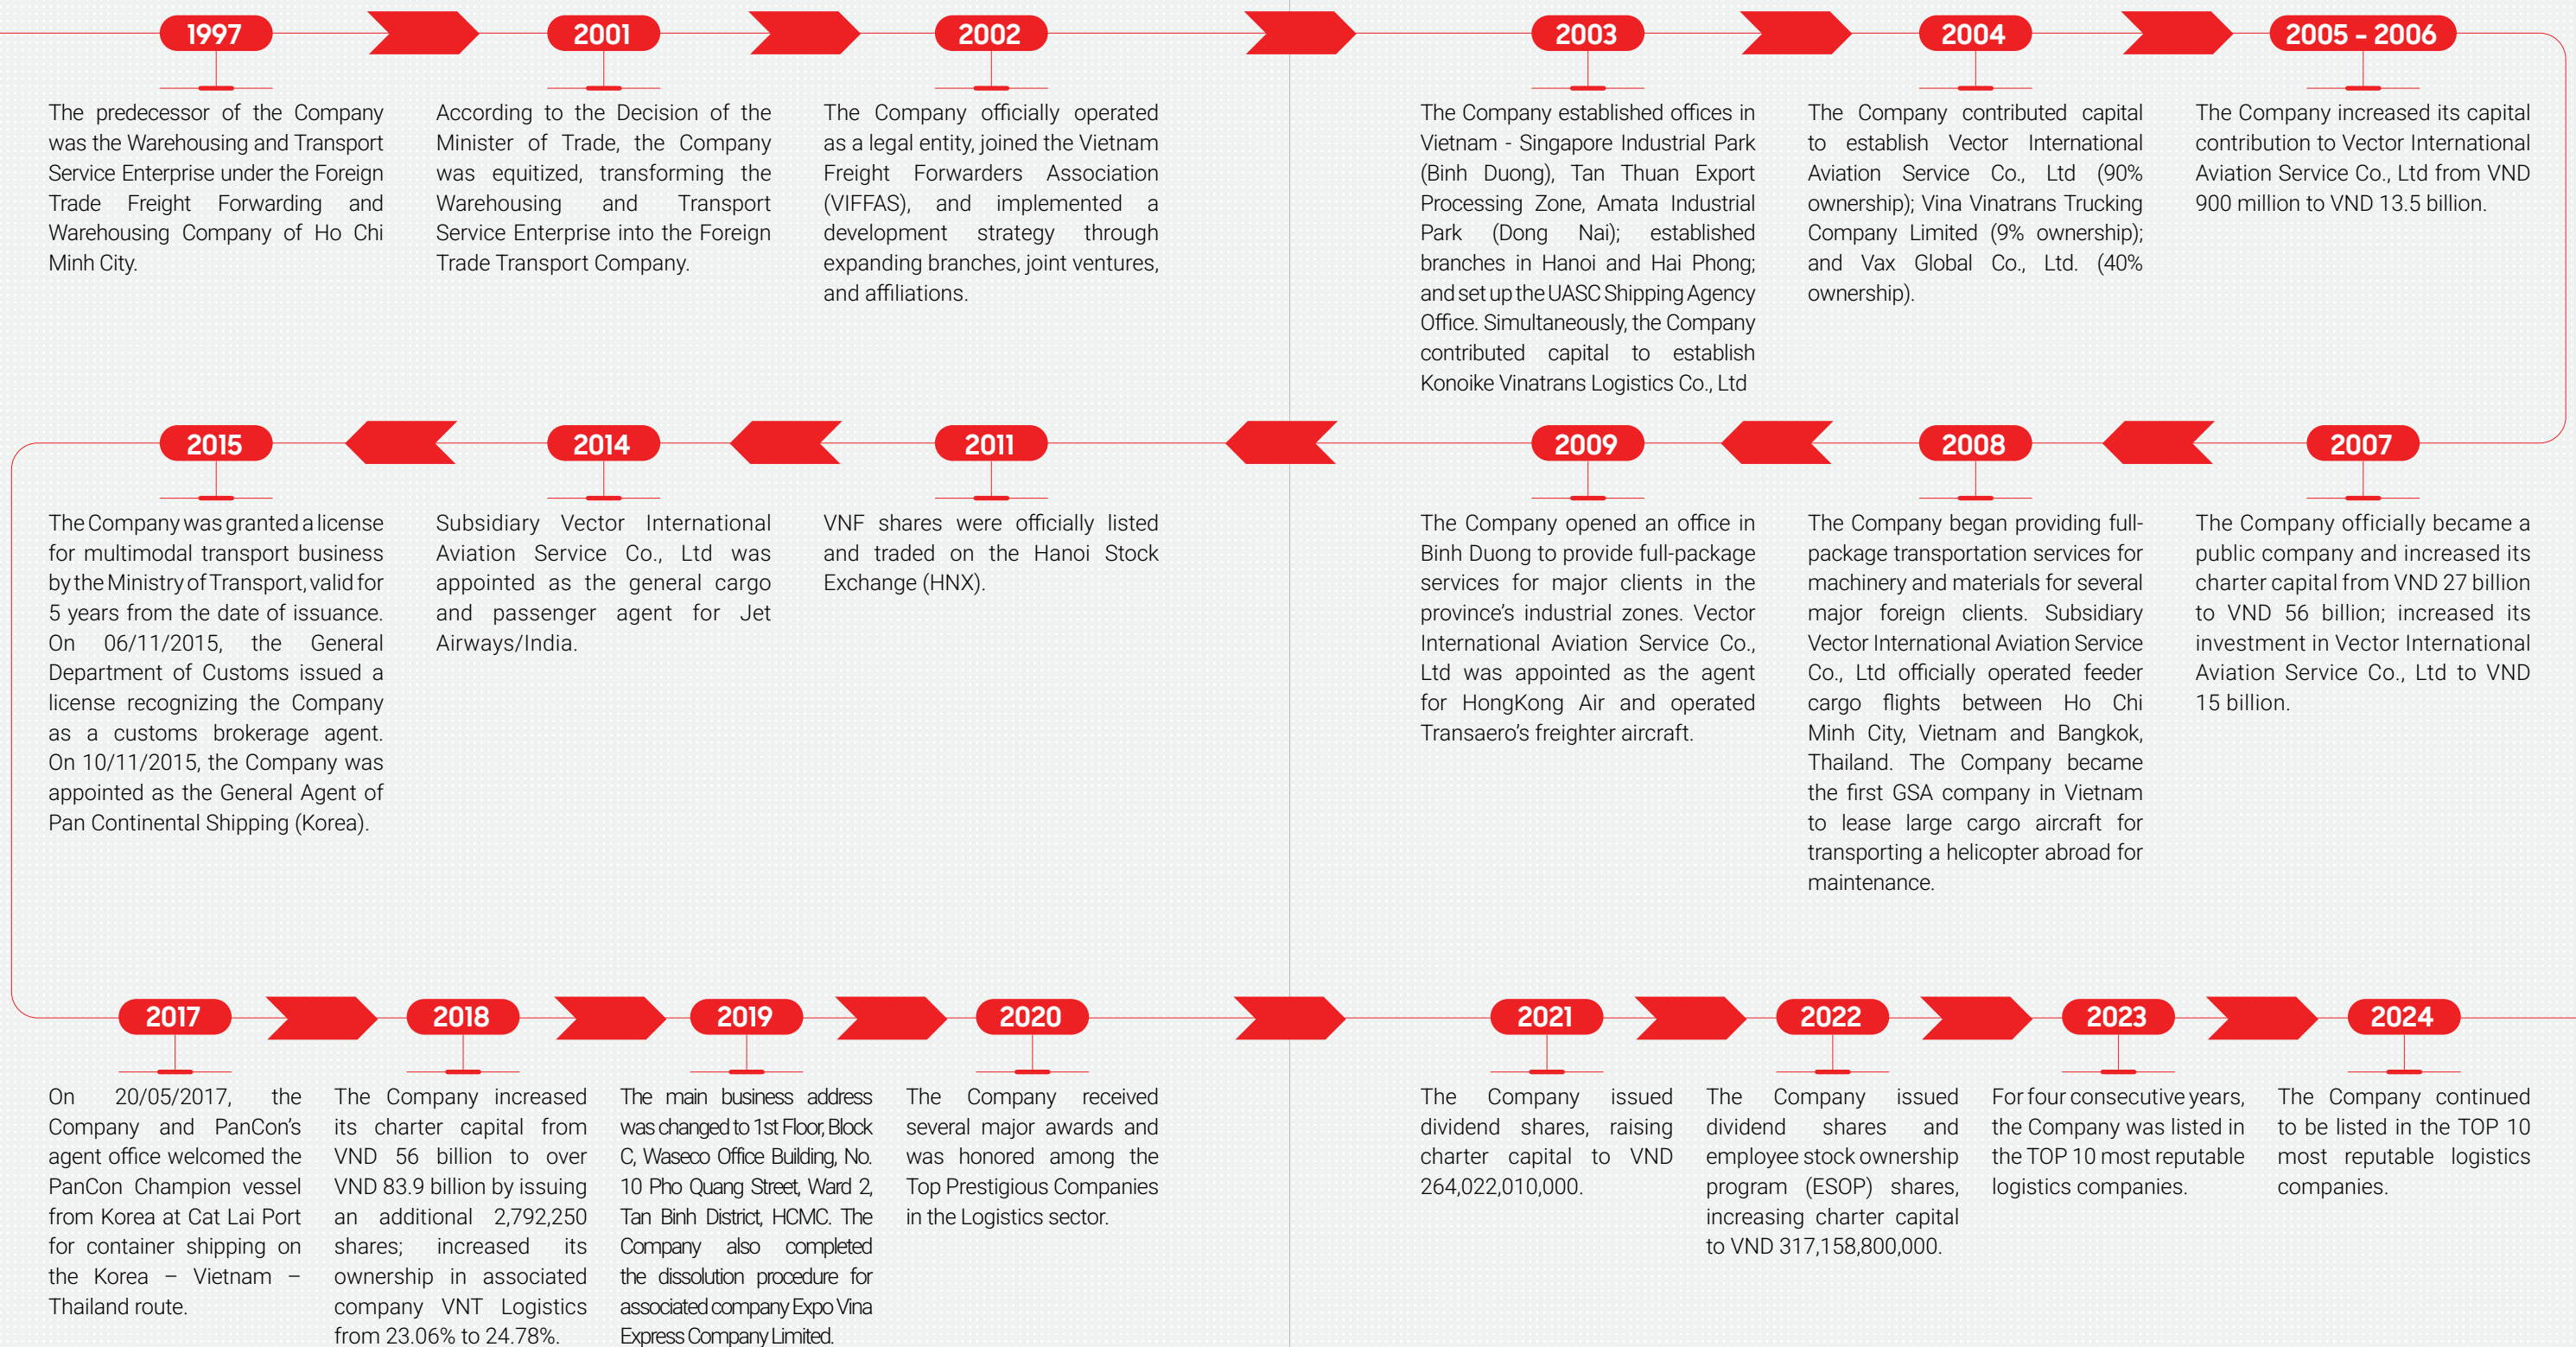 1997
The predecessor of the Company
was the Warehousing and Transport
Service Enterprise under the Foreign
Trade Freight Forwarding and
Warehousing Company of Ho Chi
Minh City.
2001
According to the Decision of the
Minister of Trade, the Company
was equitized, transforming the
Warehousing and Transport
Service Enterprise into the Foreign
Trade Transport Company.
2002
The Company officially operated
as a legal entity, joined the Vietnam
Freight Forwarders Association
(VIFFAS), and implemented a
development strategy through
expanding branches, joint ventures,
and affiliations.
2003
The Company established offices in
Vietnam - Singapore Industrial Park
(Binh Duong), Tan Thuan Export
Processing Zone, Amata Industrial
Park (Dong Nai); established
branches in Hanoi and Hai Phong;
and set up the UASC Shipping Agency
Office. Simultaneously, the Company
contributed capital to establish
Konoike Vinatrans Logistics Co., Ltd
2004
The Company contributed capital
to establish Vector International
Aviation Service Co., Ltd (90%
ownership); Vina Vinatrans Trucking
Company Limited (9% ownership);
and Vax Global Co., Ltd. (40%
ownership).
2005 - 2006
The Company increased its capital
contribution to Vector International
Aviation Service Co., Ltd from VND
900 million to VND 13.5 billion.
2007
The Company officially became a
public company and increased its
charter capital from VND 27 billion
to VND 56 billion; increased its
investment in Vector International
Aviation Service Co., Ltd to VND
15 billion.
2008
The Company began providing full-
package transportation services for
machinery and materials for several
major foreign clients. Subsidiary
Vector International Aviation Service
Co., Ltd officially operated feeder
cargo flights between Ho Chi
Minh City, Vietnam and Bangkok,
Thailand. The Company became
the first GSA company in Vietnam
to lease large cargo aircraft for
transporting a helicopter abroad for
maintenance.
2009
The Company opened an office in
Binh Duong to provide full-package
services for major clients in the
province's industrial zones. Vector
International Aviation Service Co.,
Ltd was appointed as the agent
for HongKong Air and operated
Transaero's freighter aircraft.
2011
VNF shares were officially listed
and traded on the Hanoi Stock
Exchange (HNX).
2014
Subsidiary Vector International
Aviation Service Co., Ltd was
appointed as the general cargo
and passenger agent for Jet
Airways/India.
2015
The Company was granted a license
for multimodal transport business
by the Ministry of Transport, valid for
5 years from the date of issuance.
On 06/11/2015, the General
Department of Customs issued a
license recognizing the Company
as a customs brokerage agent.
On 10/11/2015, the Company was
appointed as the General Agent of
Pan Continental Shipping (Korea).
2017
On 20/05/2017, the
Company and PanCon's
agent office welcomed the
PanCon Champion vessel
from Korea at Cat Lai Port
for container shipping on
the Korea – Vietnam –
Thailand route.
2018
The Company increased
its charter capital from
VND 56 billion to over
VND 83.9 billion by issuing
an additional 2,792,250
shares; increased its
ownership in associated
company VNT Logistics
from 23.06% to 24.78%.
2019
The main business address
was changed to 1st Floor, Block
C, Waseco Office Building, No.
10 Pho Quang Street, Ward 2,
Tan Binh District, HCMC. The
Company also completed
the dissolution procedure for
associated company Expo Vina
Express Company Limited.
2020
The Company received
several major awards and
was honored among the
Top Prestigious Companies
in the Logistics sector.
2021
The Company issued
dividend shares, raising
charter capital to VND
264,022,010,000.
2022
The Company issued
dividend shares and
employee stock ownership
program (ESOP) shares,
increasing charter capital
to VND 317,158,800,000.
2023
For four consecutive years,
the Company was listed in
the TOP 10 most reputable
logistics companies.
2024
The Company continued
to be listed in the TOP 10
most reputable logistics
companies.